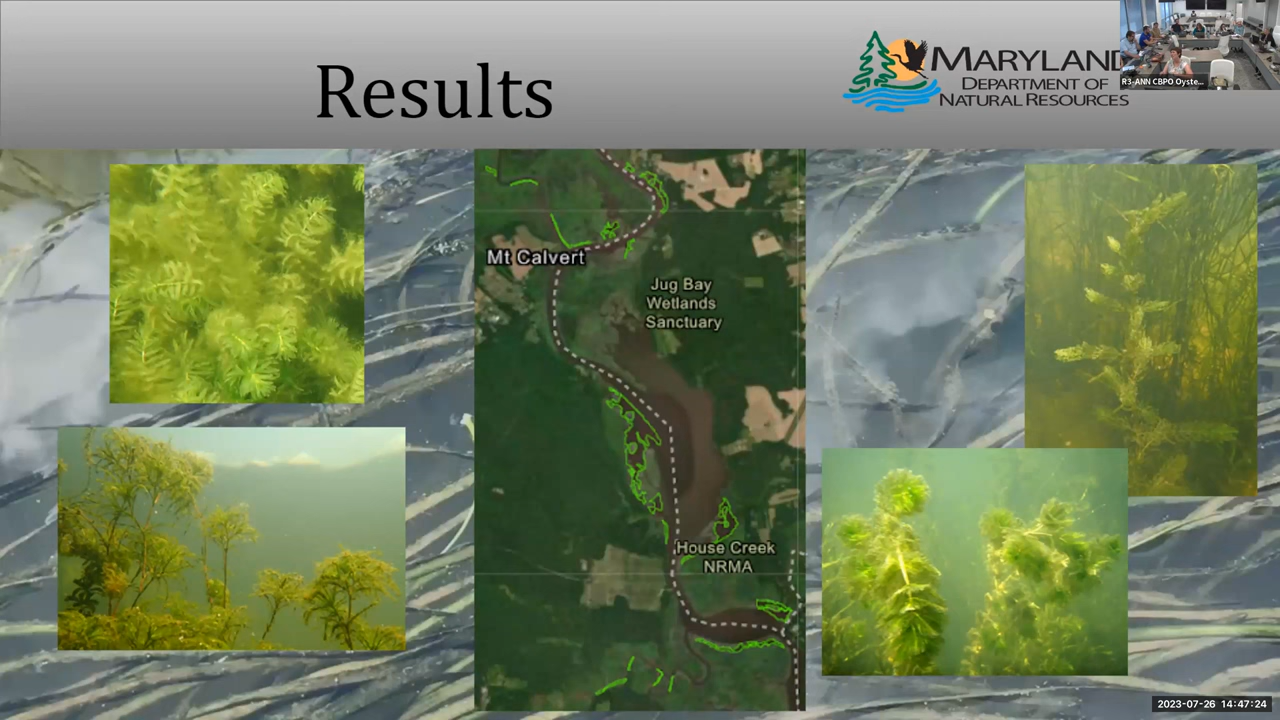 Results
MARYLAND
DEPARTMENT OF
NATURAL RESOURCES
R3-ANN CBPO Oyste...
Mt Calvert
Jug Bay
Wetlands
Sanctuary
House Creek
NRMA
2023-07-26 14:47:24